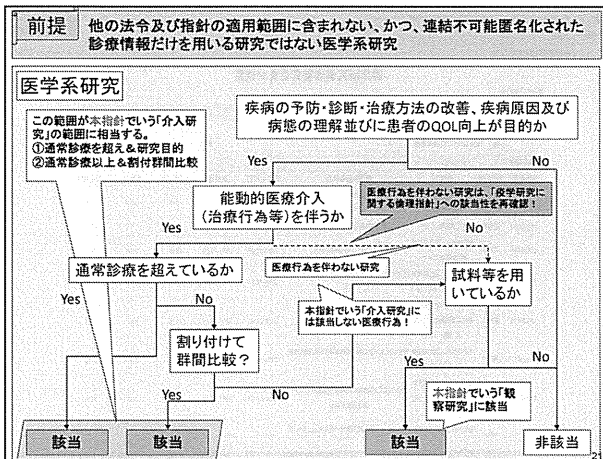 前提
他の法令及び指針の適用範囲に含まれない、かつ、連結不可能匿名化された
診療情報だけを用いる研究ではない医学系研究
医学系研究
この範囲が本指針でいう「介入
研究」の範囲に相当する。
①通常診療を超え&研究目的
②通常診療以上&割付群間比較
疾病の予防・診断・治療方法の改善、疾病原因及び
病態の理解並びに患者のQOL向上が目的か
Yes
No
能動的医療介入
(治療行為等)を伴うか
医療行為を伴わない研究は、「疫学研究に
関する倫理指針」への該当性を再確認!
Yes
No
通常診療を超えているか
医療行為を伴わない研究
試料等を用
いているか
Yes
No
本指針でいう「介入研究」に
は該当しない医療行為!
割り付けて
群間比較?
Yes
No
Yes
No
本指針でいう「観
察研究」に該当
該当
該当
該当
非該当
21